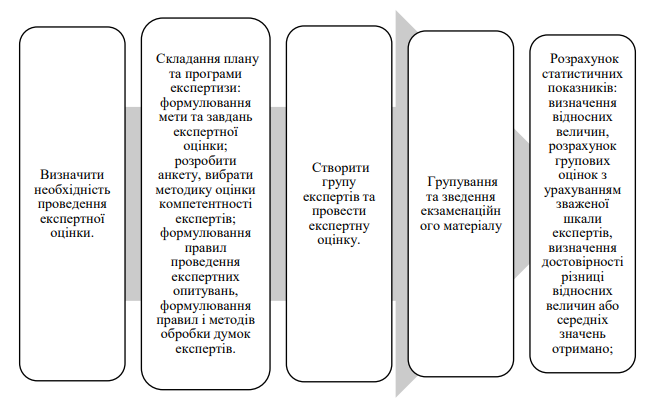 Визначити
необхідність
проведення
експертної
оцінки.
Складання плану
та програми
експертизи:
формулювання
мети та завдань
експертної
оцінки;
розробити
анкету, вибрати
методику оцінки
компетентності
експертів;
формулювання
правил
проведення
експертних
опитувань,
формулювання
правил і методів
обробки думок
експертів.
Створити
групу
експертів та
провести
експертну
оцінку.
Групування
та зведення
екзаменаційн
ого матеріалу
Розрахунок
статистичних
показників:
визначення
відносних
величин,
розрахунок
групових
оцінок з
урахуванням
зваженої
шкали
експертів,
визначення
достовірності
різниці
відносних
величин або
середніх
значень
отримано;